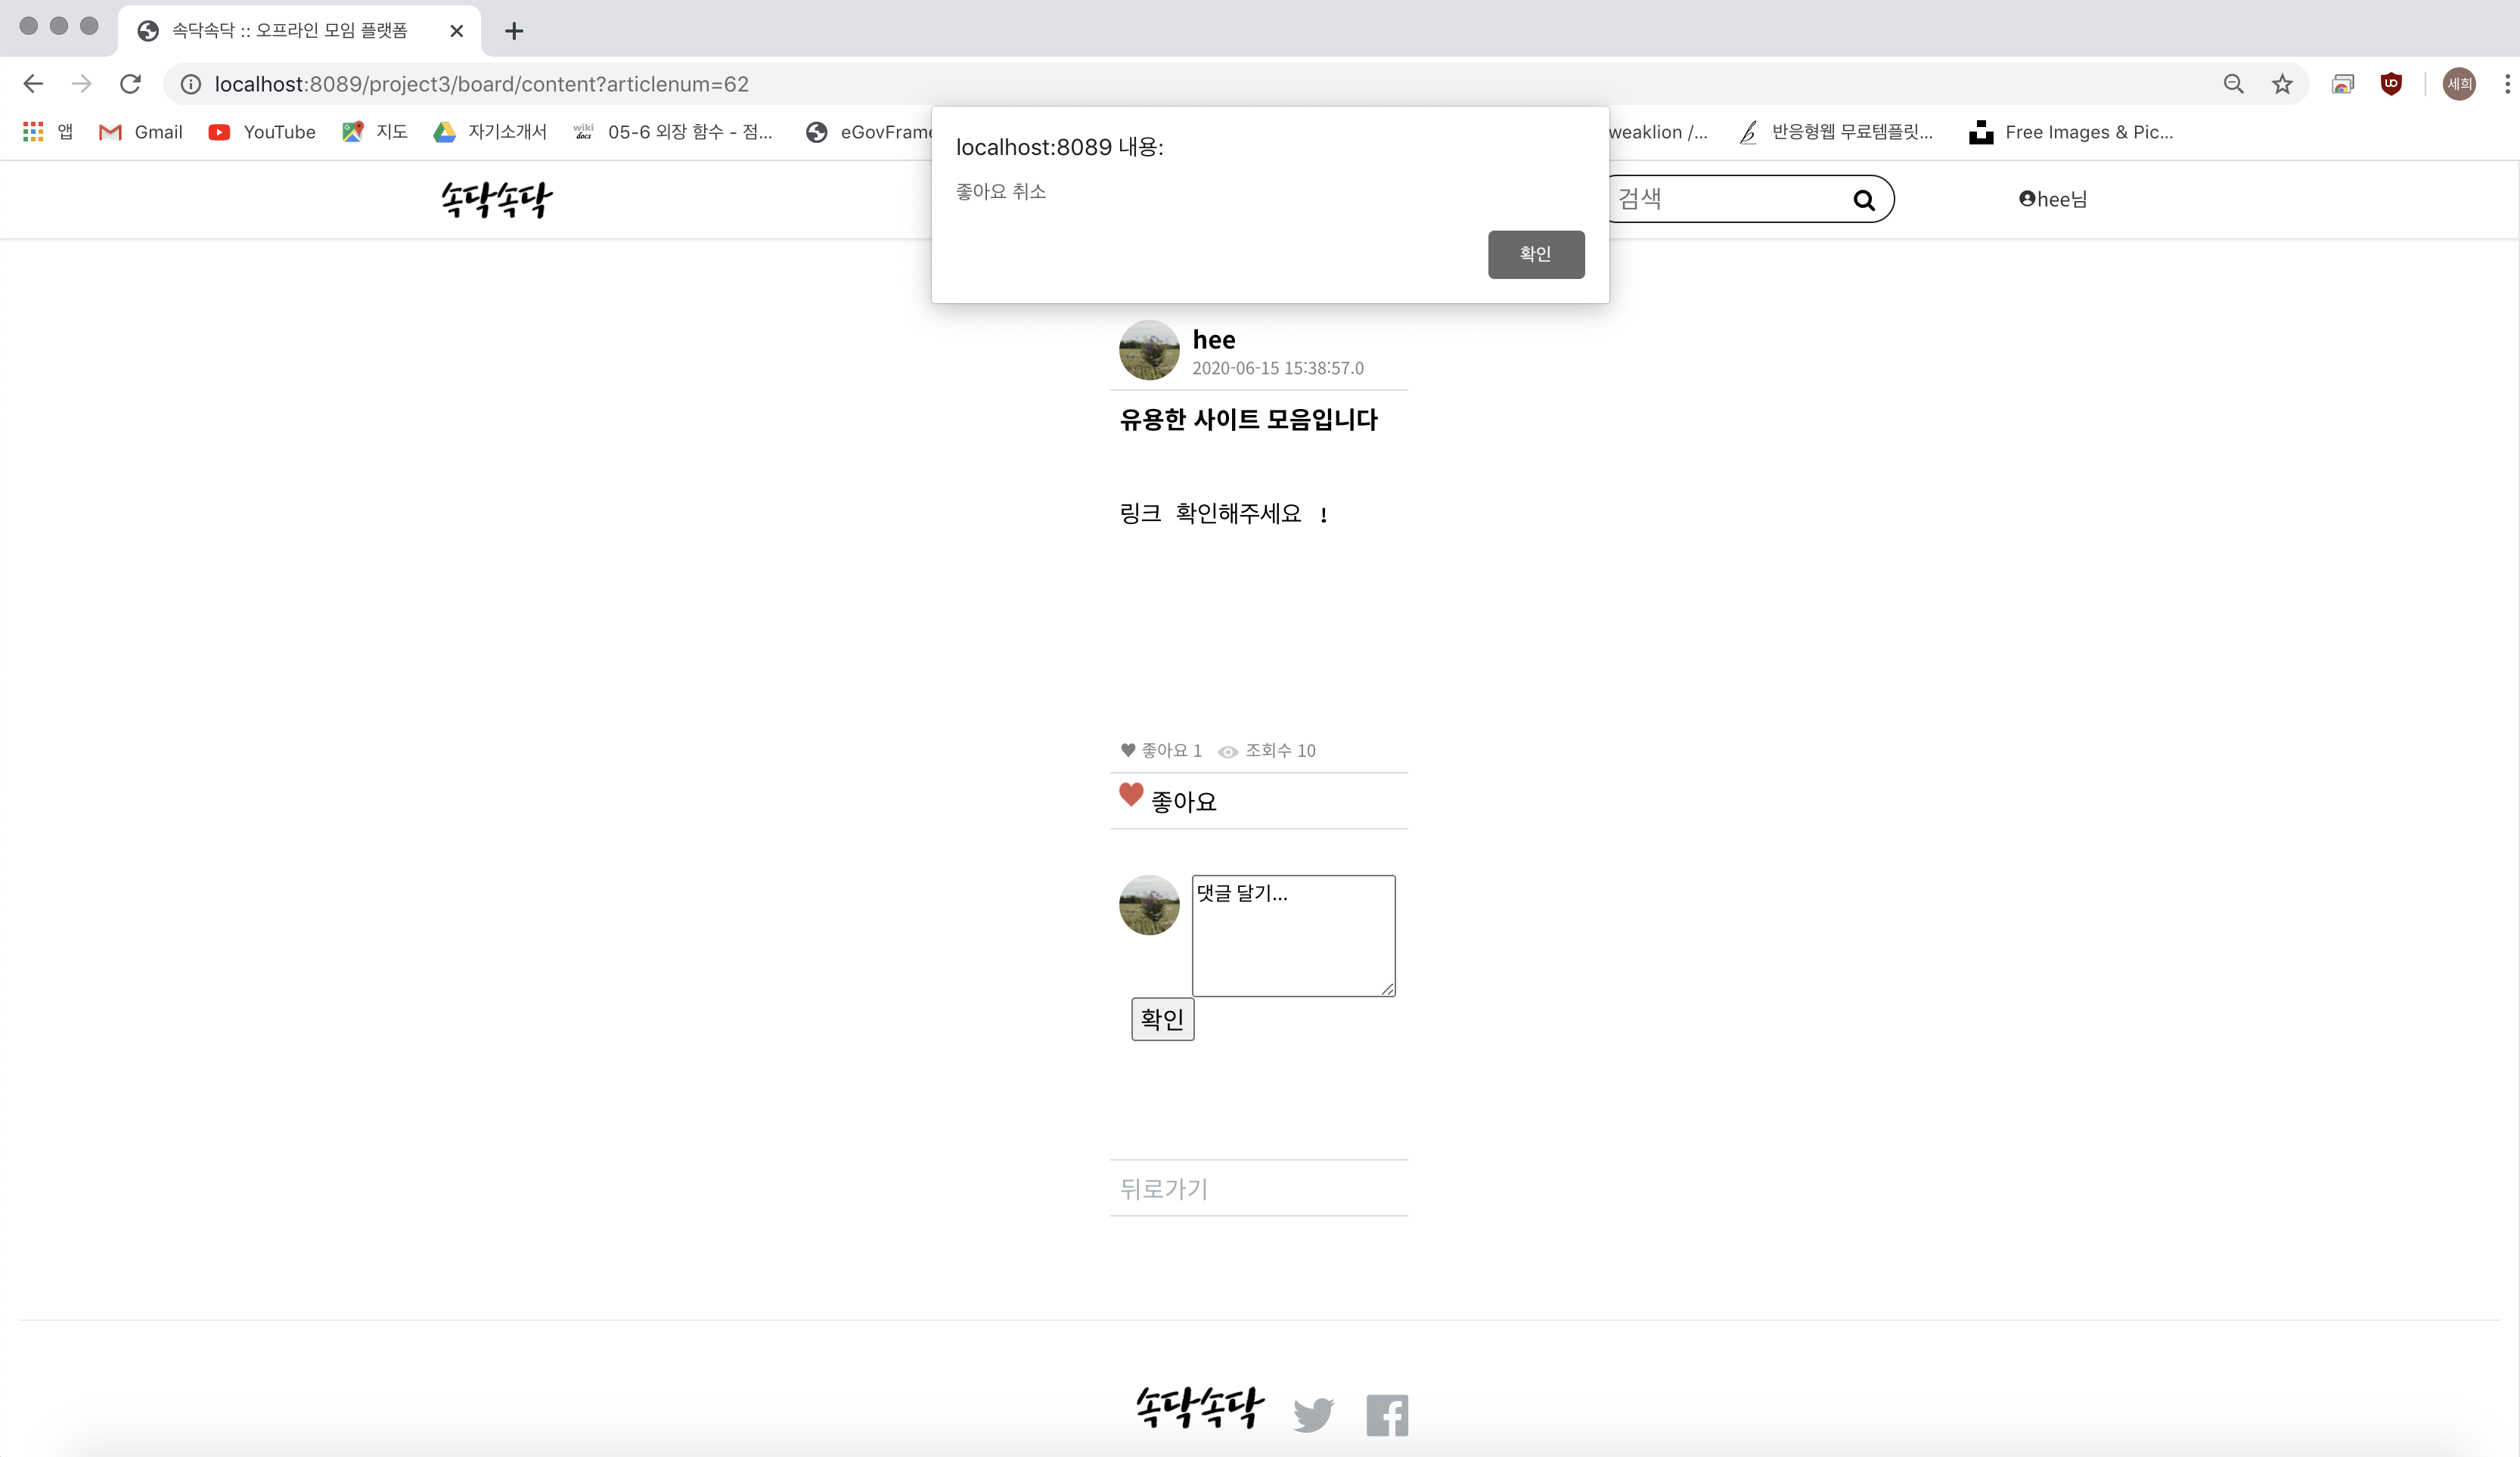 속닥속닥 :: 오프라인 모임 플랫폼
localhost:8089/project3/board/content?articlenum=62
세희
앱 Gmail YouTube 지도 자기소개서 wiki docs 05-6 외장 함수 - 점... eGovFrame weaklion /... 반응형웹 무료템플릿... Free Images & Pic...
localhost:8089 내용:
좋아요 취소
확인
속닥속닥 검색 hee님
hee
2020-06-15 15:38:57.0
유용한 사이트 모음입니다
링크 확인해주세요 !
좋아요 1 조회수 10
좋아요
댓글 달기...
확인
뒤로가기
속닥속닥